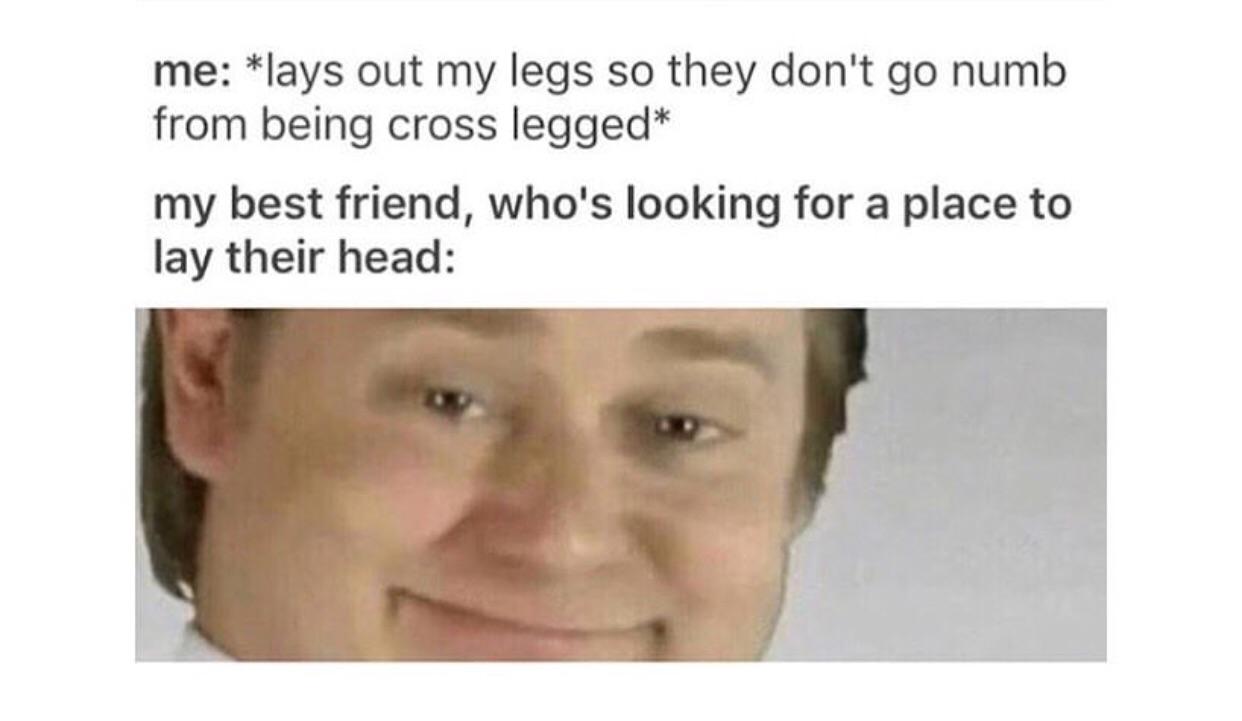 me: *lays out my legs so they don't go numb
from being cross legged*
my best friend, who's looking for a place to
lay their head: